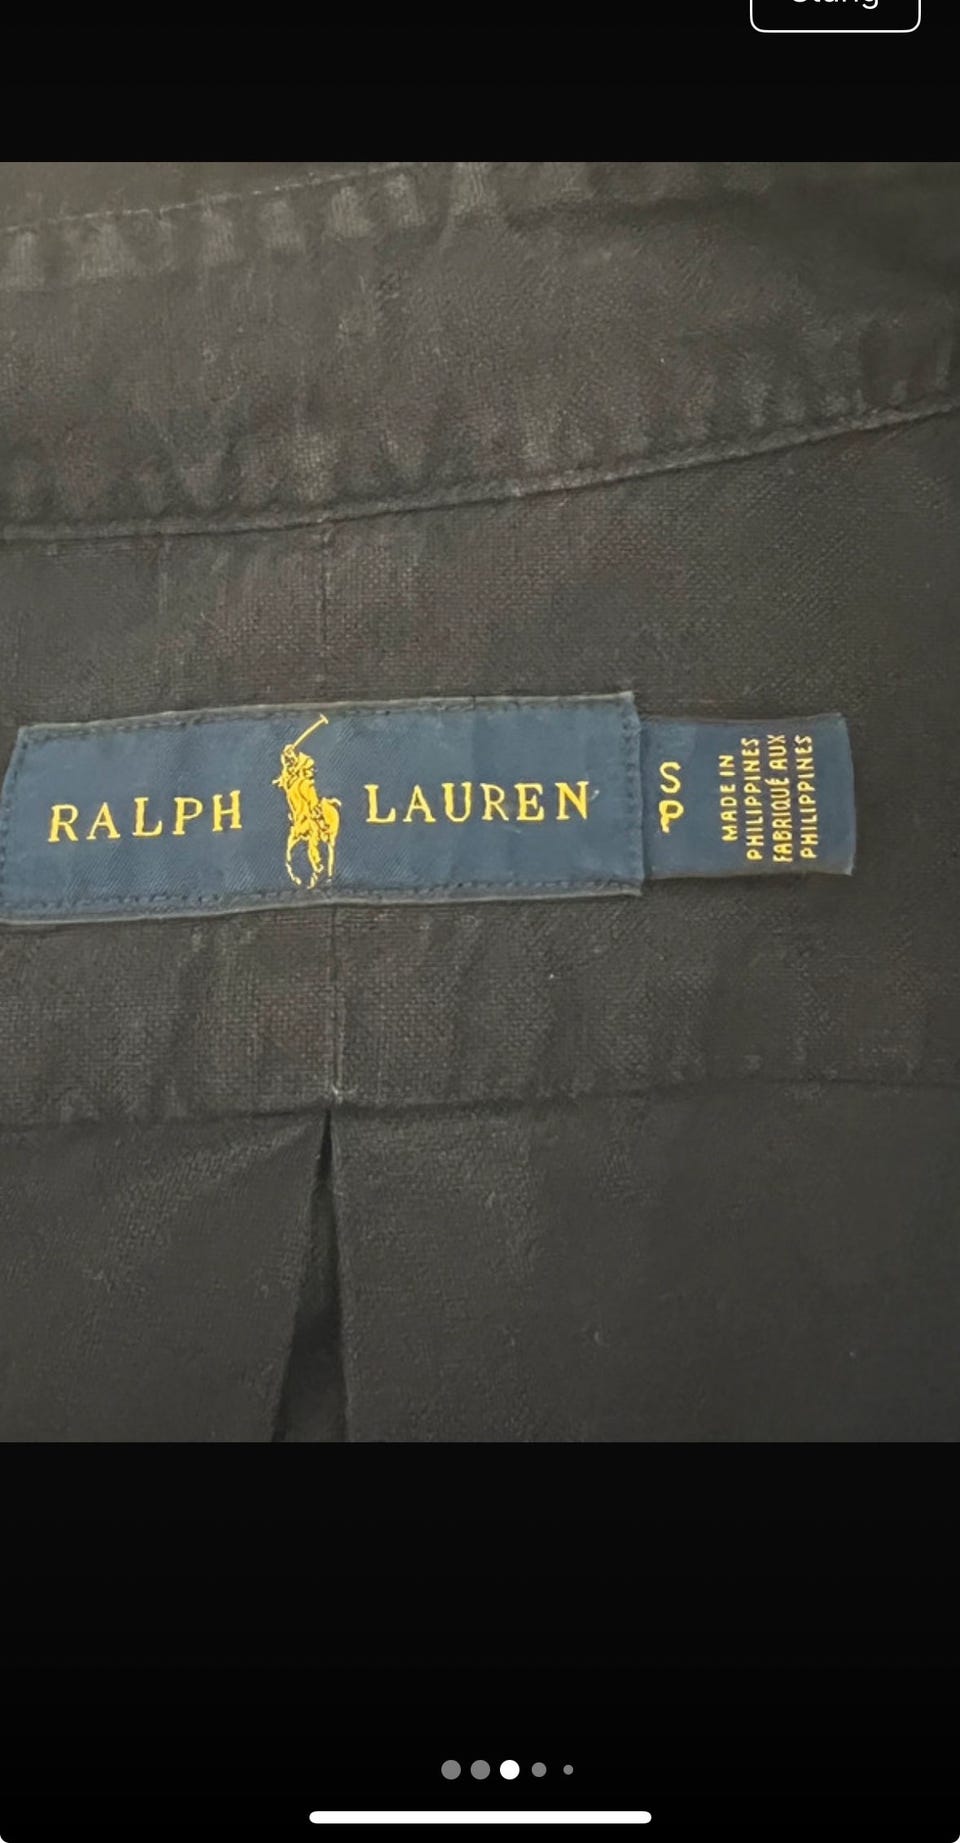 RALPH LAUREN
S
P
MADE IN
PHILIPPINES
FABRIQUÉ AUX
PHILIPPINES